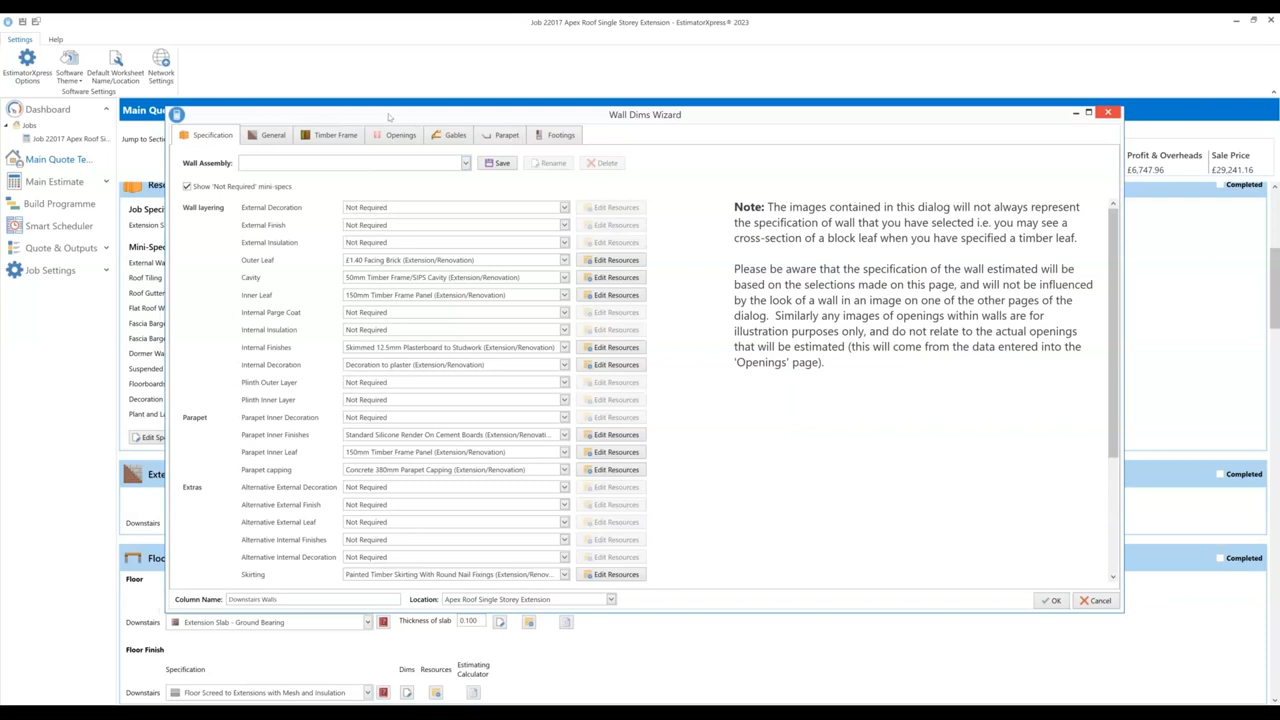 Job 22017 Apex Roof Single Storey Extension - EstimatorXpress® 2023
Settings Help
EstimatorXpress Options
Software Theme
Default Worksheet Name/Location
Network Settings
Software Settings
Dashboard
Jobs
Job 22017 Apex Roof Si...
Main Quote Te...
Main Estimate
Build Programme
Smart Scheduler
Quote & Outputs
Job Settings
Main Quo
Jump to Section
Profit & Overheads Sale Price
£6,747.96 £29,241.16
Completed
Job Speci
Extension S
Mini-Spe
External Wa
Roof Tiling
Roof Gutter
Flat Roof W
Fascia Barge
Fascia Barge
Dormer Wa
Suspended
Floorboards
Decoration
Plant and La
Edit Sp
Exte
Completed
Downstairs
Floo
Completed
Floor
Wall Dims Wizard
Specification General Timber Frame Openings Gables Parapet Footings
Wall Assembly: Save Rename Delete
Show 'Not Required' mini-specs
Wall layering External Decoration Not Required Edit Resources
External Finish Not Required Edit Resources
External Insulation Not Required Edit Resources
Outer Leaf £1.40 Facing Brick (Extension/Renovation) Edit Resources
Cavity 50mm Timber Frame/SIPS Cavity (Extension/Renovation) Edit Resources
Inner Leaf 150mm Timber Frame Panel (Extension/Renovation) Edit Resources
Internal Parge Coat Not Required Edit Resources
Internal Insulation Not Required Edit Resources
Internal Finishes Skimmed 12.5mm Plasterboard to Studwork (Extension/Renovation) Edit Resources
Internal Decoration Decoration to plaster (Extension/Renovation) Edit Resources
Plinth Outer Layer Not Required Edit Resources
Plinth Inner Layer Not Required Edit Resources
Parapet Parapet Inner Decoration Not Required Edit Resources
Parapet Inner Finishes Standard Silicone Render On Cement Boards (Extension/Renovati... Edit Resources
Parapet Inner Leaf 150mm Timber Frame Panel (Extension/Renovation) Edit Resources
Parapet capping Concrete 380mm Parapet Capping (Extension/Renovation) Edit Resources
Extras Alternative External Decoration Not Required Edit Resources
Alternative External Finish Not Required Edit Resources
Alternative External Leaf Not Required Edit Resources
Alternative Internal Finishes Not Required Edit Resources
Alternative Internal Decoration Not Required Edit Resources
Skirting Painted Timber Skirting With Round Nail Fixings (Extension/Renov... Edit Resources
Note: The images contained in this dialog will not always represent
the specification of wall that you have selected i.e. you may see a
cross-section of a block leaf when you have specified a timber leaf.
Please be aware that the specification of the wall estimated will be
based on the selections made on this page, and will not be influenced
by the look of a wall in an image on one of the other pages of the
dialog. Similarly any images of openings within walls are for
illustration purposes only, and do not relate to the actual openings
that will be estimated (this will come from the data entered into the
'Openings' page).
Column Name: Downstairs Walls Location: Apex Roof Single Storey Extension OK Cancel
Downstairs Extension Slab - Ground Bearing Thickness of slab 0.100
Floor Finish
Specification Dims Resources Estimating Calculator
Downstairs Floor Screed to Extensions with Mesh and Insulation